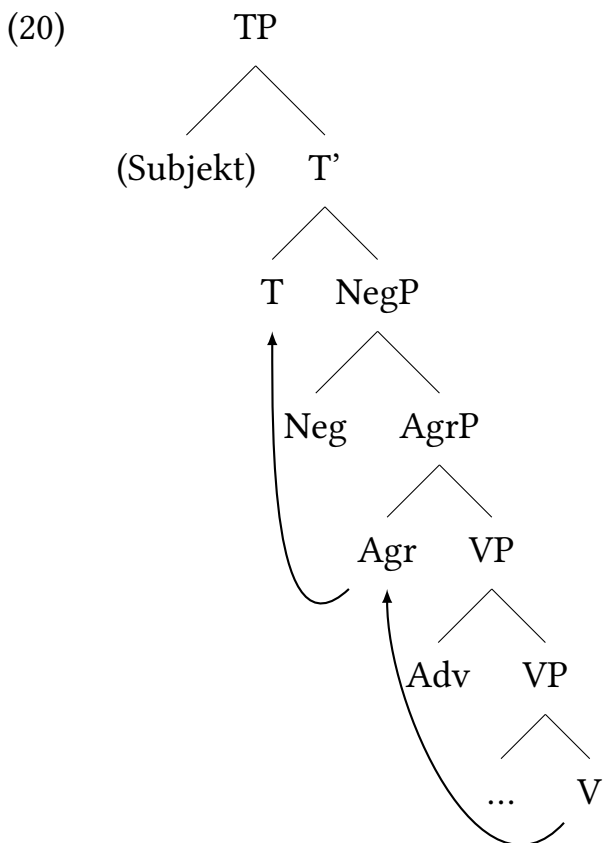 (20) TP
(Subjekt) T’
T NegP
Neg AgrP
Agr VP
Adv VP
... V